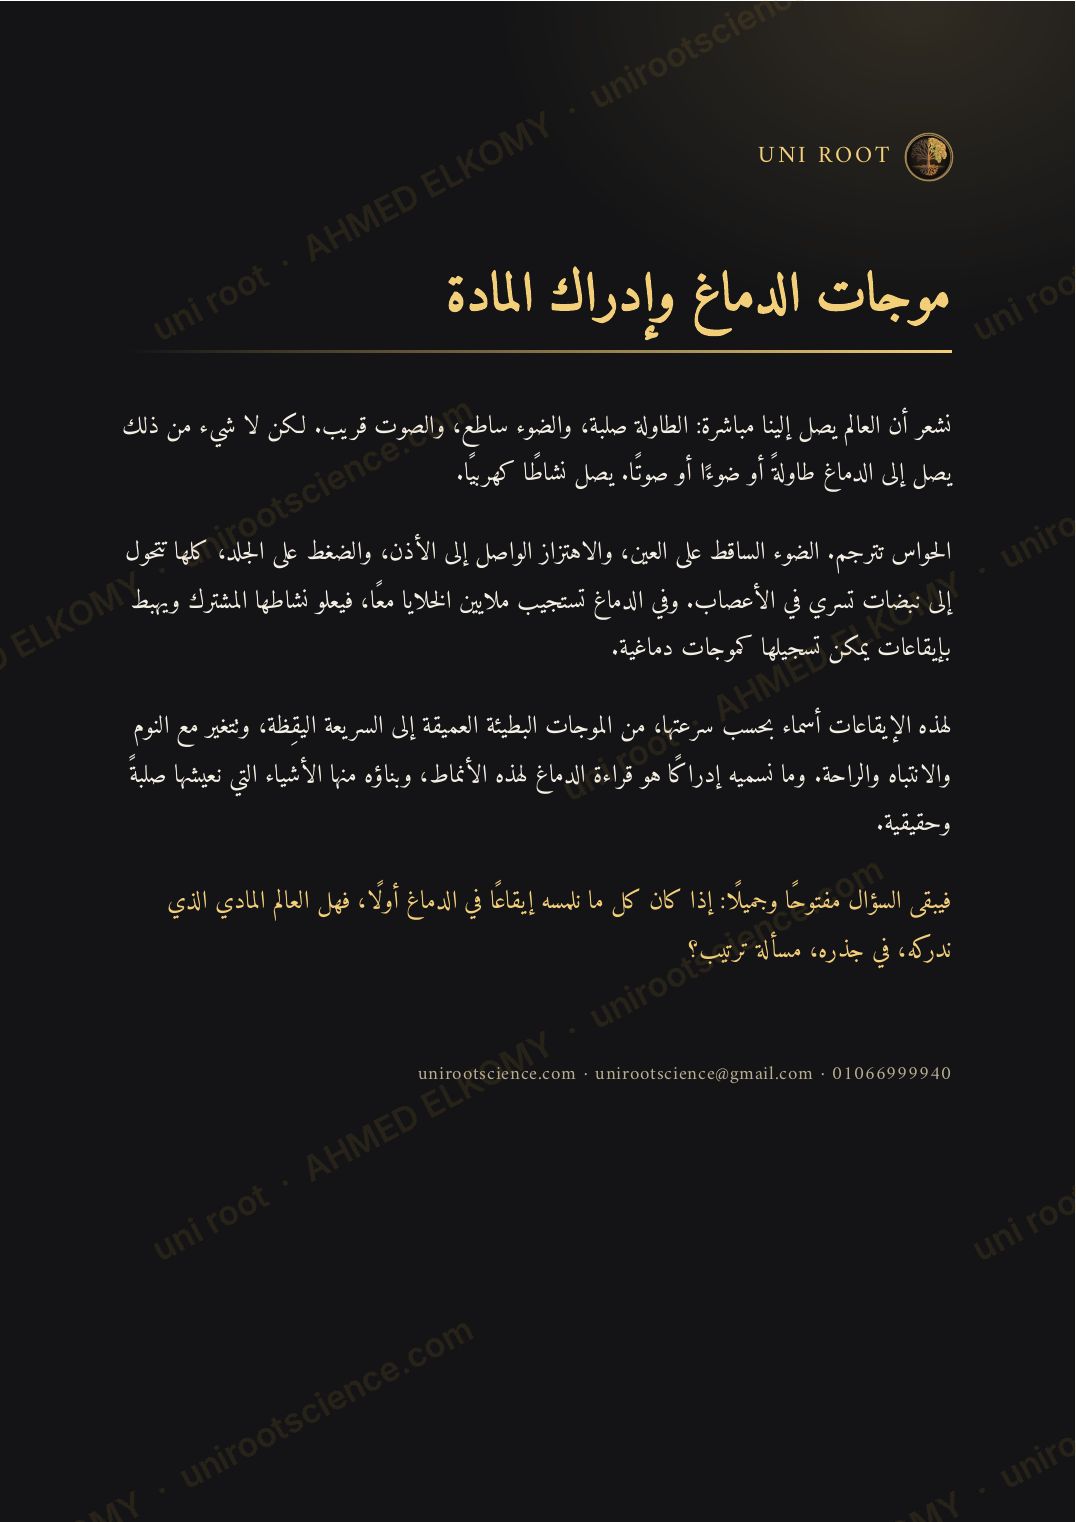 UNI ROOT
موجات الدماغ وإدراك المادة
نشعر أن العالم يصل إلينا مباشرة: الطاولة صلبة، والضوء ساطع، والصوت قريب. لكن لا شيء من ذلك
يصل إلى الدماغ طاولةً أو ضوءًا أو صوتًا. يصل نشاطًا كهربيًا.
الحواس تترجم. الضوء الساقط على العين، والاهتزاز الواصل إلى الأذن، والضغط على الجلد، كلها تتحول
إلى نبضات تسري في الأعصاب. وفي الدماغ تستجيب ملايين الخلايا معًا، فيعلو نشاطها المشترك ويهبط
بإيقاعات يمكن تسجيلها كموجات دماغية.
لهذه الإيقاعات أسماء بحسب سرعتها، من الموجات البطيئة العميقة إلى السريعة اليقِظة، وتتغير مع النوم
والانتباه والراحة. وما نسميه إدراكًا هو قراءة الدماغ لهذه الأنماط، وبناؤه منها الأشياء التي نعيشها صلبةً
وحقيقية.
فيبقى السؤال مفتوحًا وجميلًا: إذا كان كل ما نلمسه إيقاعًا في الدماغ أولًا، فهل العالم المادي الذي
ندركه، في جذره، مسألة ترتيب؟
unirootscience.com · unirootscience@gmail.com · 01066999940
uni root · AHMED ELKOMY · unirootscience.com